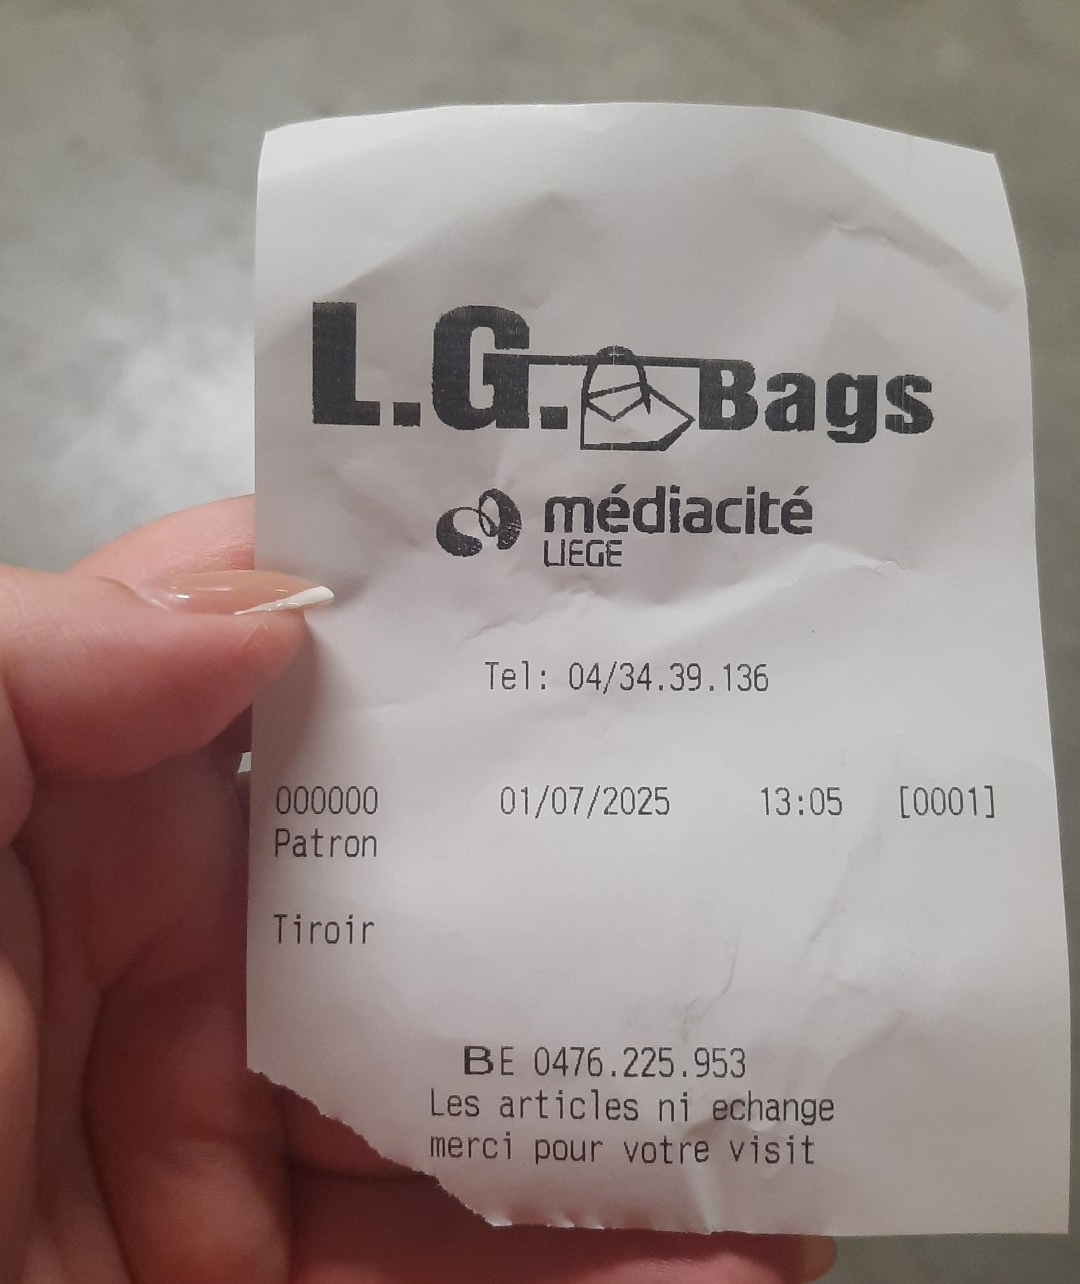 L.G. Bags
médiacité
LIEGE
Tel: 04/34.39.136
000000 01/07/2025 13:05 [0001]
Patron
Tiroir
BE 0476.225.953
Les articles ni echange
merci pour votre visit